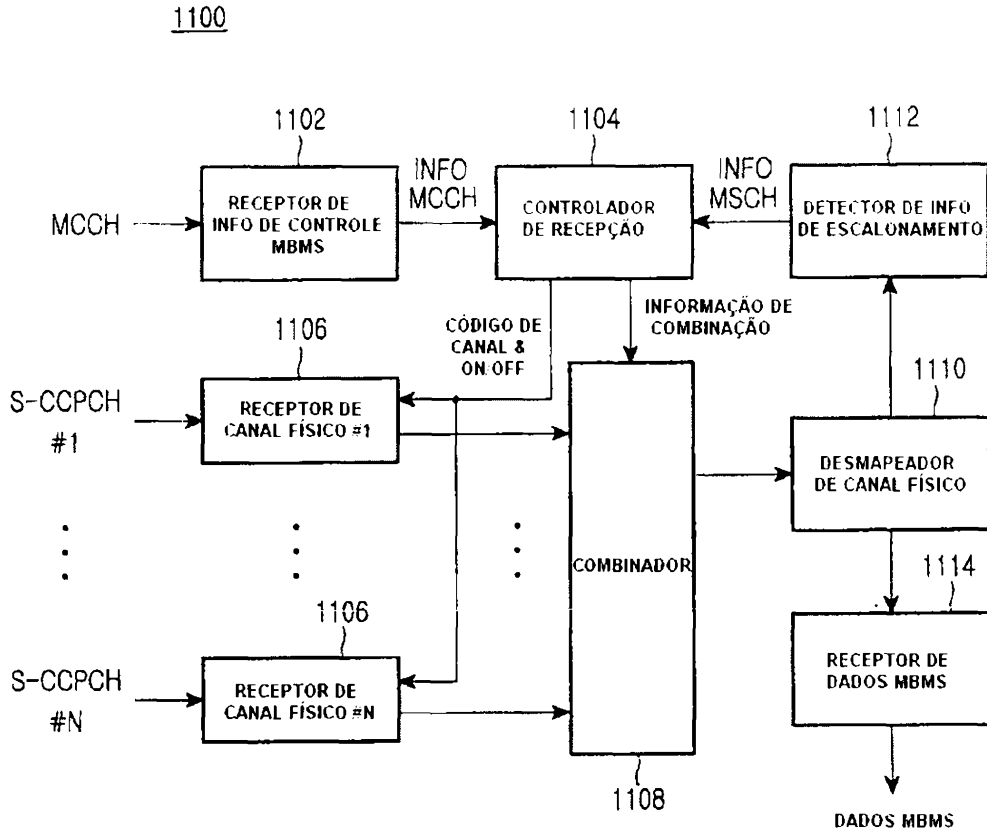 1100
1102
1104
1112
MCCH
RECEPTOR DE
INFO DE CONTROLE
MBMS
INFO
MCCH
CONTROLADOR
DE RECEPÇÃO
INFO
MSCH
DETECTOR DE INFO
DE ESCALONAMENTO
CÓDIGO DE
CANAL &
ON/OFF
INFORMAÇÃO DE
COMBINAÇÃO
1106
S-CCPCH
#1
RECEPTOR DE
CANAL FÍSICO #1
1110
DESMAPEADOR
DE CANAL FÍSICO
COMBINADOR
1114
1106
S-CCPCH
#N
RECEPTOR DE
CANAL FÍSICO #N
RECEPTOR DE
DADOS MBMS
1108
DADOS MBMS